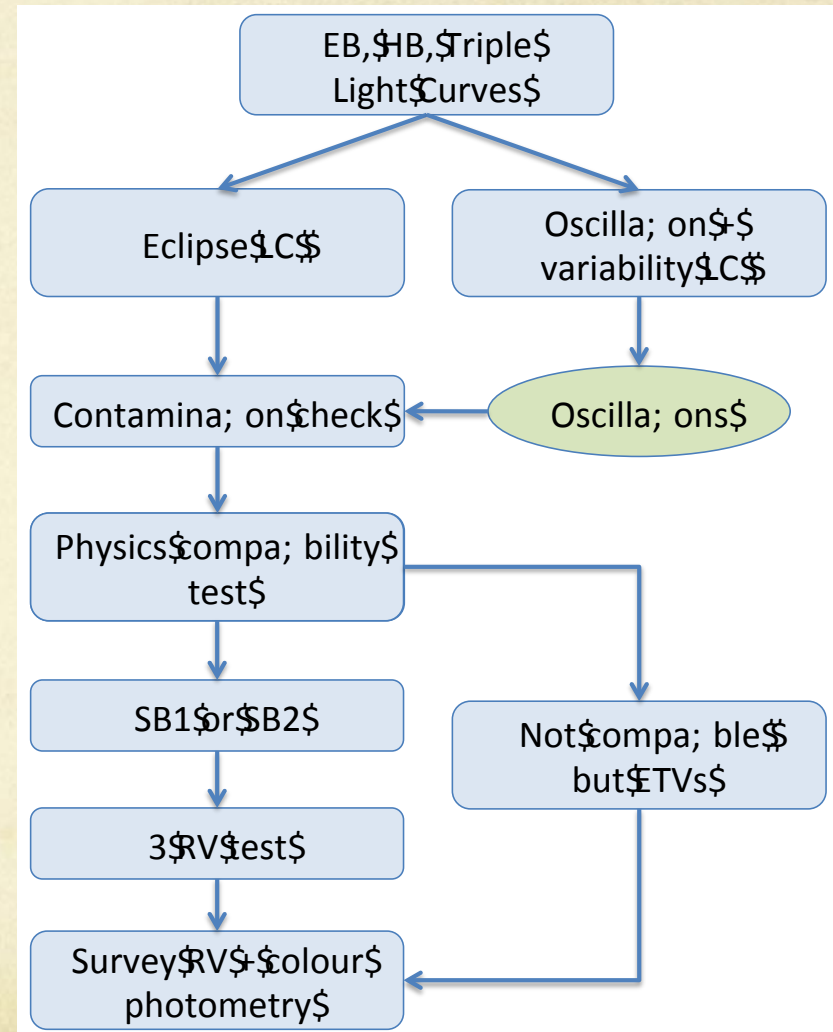 EB,$HB,$Triple$
Light$Curves$
Eclipse$LC$$
Oscilla; on$+$
variability$LC$$
Contamina; on$check$
Oscilla; ons$
Physics$compa; bility$
test$
SB1$or$SB2$
Not$compa; ble$$
but$ETVs$
3$RV$test$
Survey$RV$+$colour$
photometry$